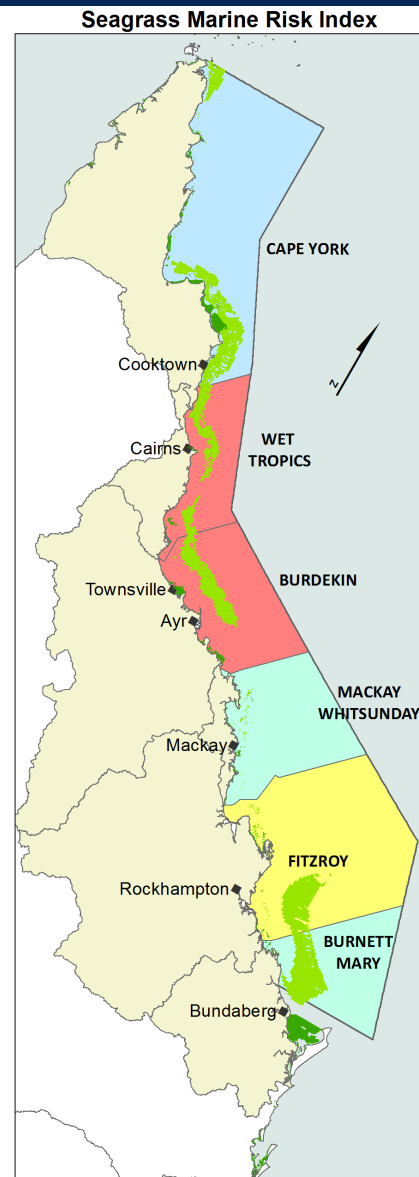 Seagrass Marine Risk Index
CAPE YORK
N
Cooktown
WET
TROPICS
Cairns
BURDEKIN
Townsville
Ayr
MACKAY
WHITSUNDAY
Mackay
FITZROY
Rockhampton
BURNETT
MARY
Bundaberg